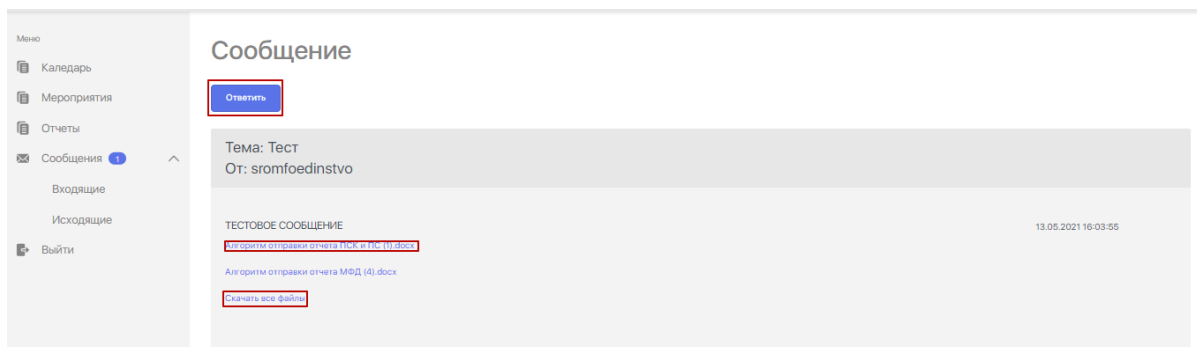 Меню
Каледарь
Мероприятия
Отчеты
Сообщения 1
Входящие
Исходящие
Выйти
Сообщение
Ответить
Тема: Тест
От: sromfoedinstvo
ТЕСТОВОЕ СООБЩЕНИЕ
13.05.2021 16:03:55
Алгоритм отправки отчета ПСК и ПС (1).docx
Алгоритм отправки отчета МФД (4).docx
Скачать все файлы